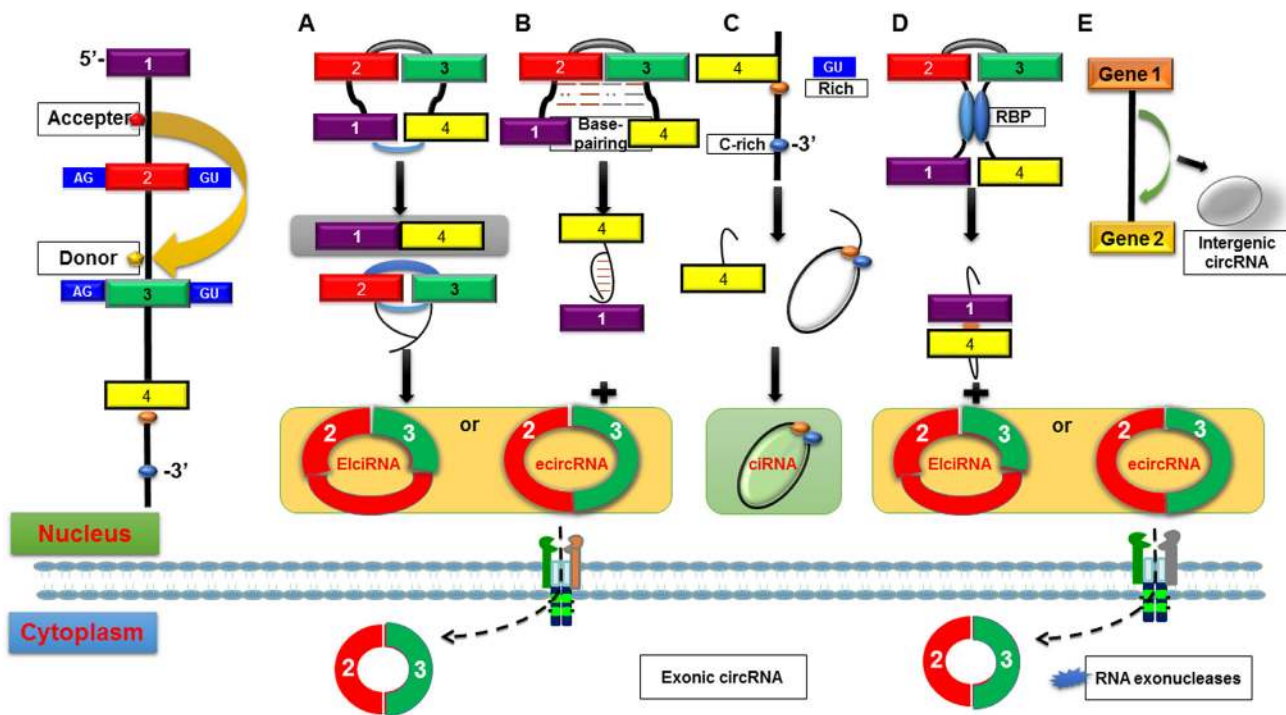 A
B
C
D
E
5'-
1
Accepter
AG
2
GU
Donor
AG
3
GU
4
-3'
2
3
1
4
1
4
2
3
2
3
1
Base-
pairing
4
4
1
4
GU
Rich
C-rich
-3'
4
2
3
RBP
1
4
1
4
Gene 1
Gene 2
Intergenic
circRNA
2
3
EIciRNA
or
2
3
ecircRNA
ciRNA
2
3
EIciRNA
or
2
3
ecircRNA
Nucleus
Cytoplasm
2
3
Exonic circRNA
2
3
RNA exonucleases